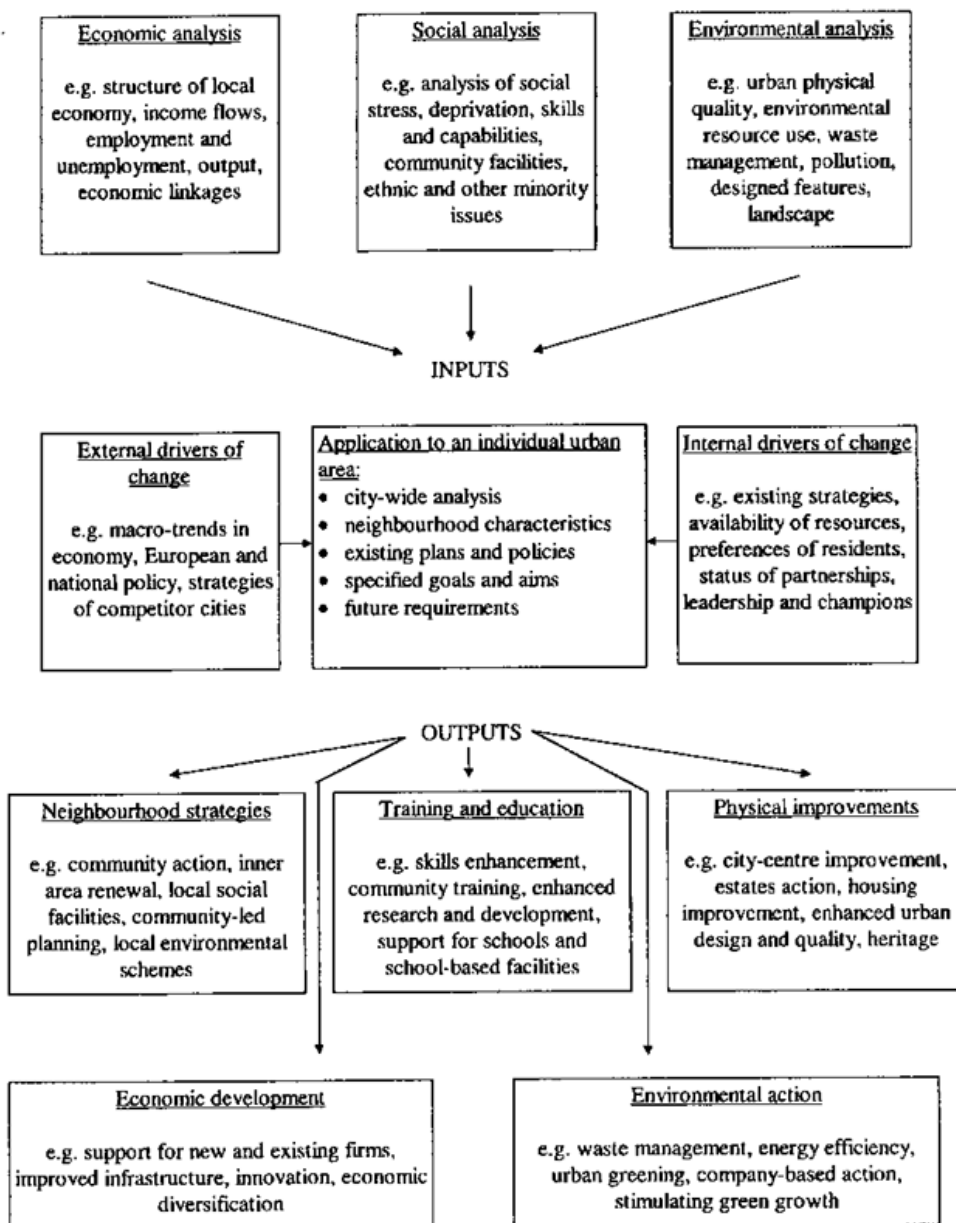 Economic analysis
e.g. structure of local
economy, income flows,
employment and
unemployment, output,
economic linkages
Social analysis
e.g. analysis of social
stress, deprivation, skills
and capabilities,
community facilities,
ethnic and other minority
issues
Environmental analysis
e.g. urban physical
quality, environmental
resource use, waste
management, pollution,
designed features,
landscape
INPUTS
External drivers of
change
e.g. macro-trends in
economy, European and
national policy, strategies
of competitor cities
Application to an individual urban
area:
• city-wide analysis
• neighbourhood characteristics
• existing plans and policies
• specified goals and aims
• future requirements
Internal drivers of change
e.g. existing strategies,
availability of resources,
preferences of residents,
status of partnerships,
leadership and champions
OUTPUTS
Neighbourhood strategies
e.g. community action, inner
area renewal, local social
facilities, community-led
planning, local environmental
schemes
Training and education
e.g. skills enhancement,
community training, enhanced
research and development,
support for schools and
school-based facilities
Physical improvements
e.g. city-centre improvement,
estates action, housing
improvement, enhanced urban
design and quality, heritage
Economic development
e.g. support for new and existing firms,
improved infrastructure, innovation, economic
diversification
Environmental action
e.g. waste management, energy efficiency,
urban greening, company-based action,
stimulating green growth